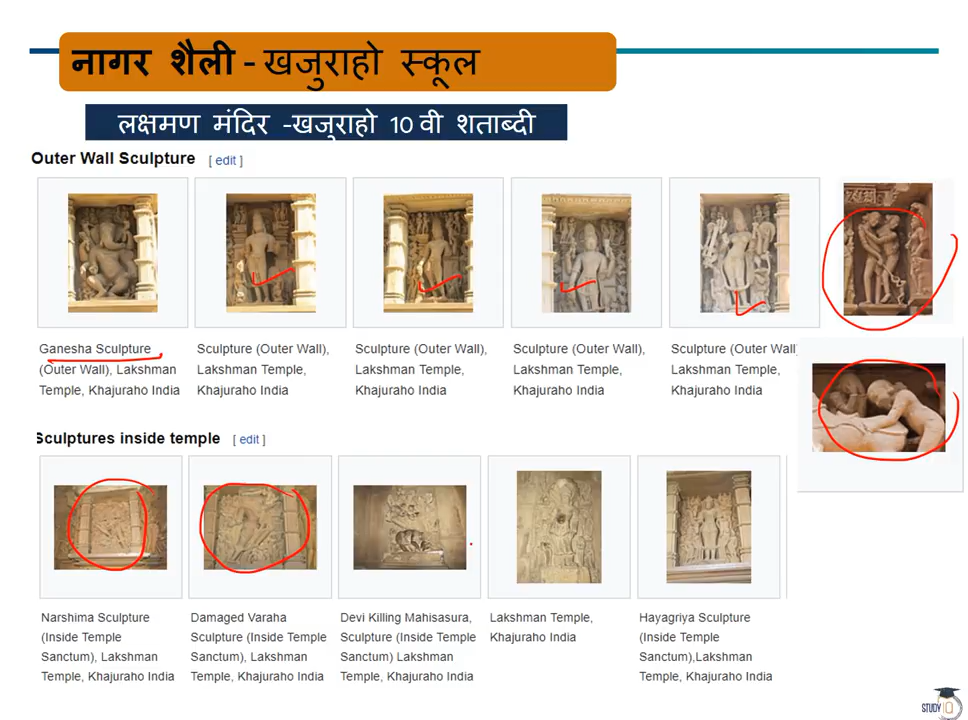 नागर शैली - खजुराहो स्कूल
लक्षमण मंदिर -खजुराहो 10 वी शताब्दी
Outer Wall Sculpture [ edit ]
Ganesha Sculpture
(Outer Wall), Lakshman
Temple, Khajuraho India
Sculpture (Outer Wall),
Lakshman Temple,
Khajuraho India
Sculpture (Outer Wall),
Lakshman Temple,
Khajuraho India
Sculpture (Outer Wall),
Lakshman Temple,
Khajuraho India
Sculpture (Outer Wall)
Lakshman Temple,
Khajuraho India
Sculptures inside temple [ edit ]
Narshima Sculpture
(Inside Temple
Sanctum), Lakshman
Temple, Khajuraho India
Damaged Varaha
Sculpture (Inside Temple
Sanctum), Lakshman
Temple, Khajuraho India
Devi Killing Mahisasura,
Sculpture (Inside Temple
Sanctum) Lakshman
Temple, Khajuraho India
Lakshman Temple,
Khajuraho India
Hayagriya Sculpture
(Inside Temple
Sanctum),Lakshman
Temple, Khajuraho India
STUDY IQ